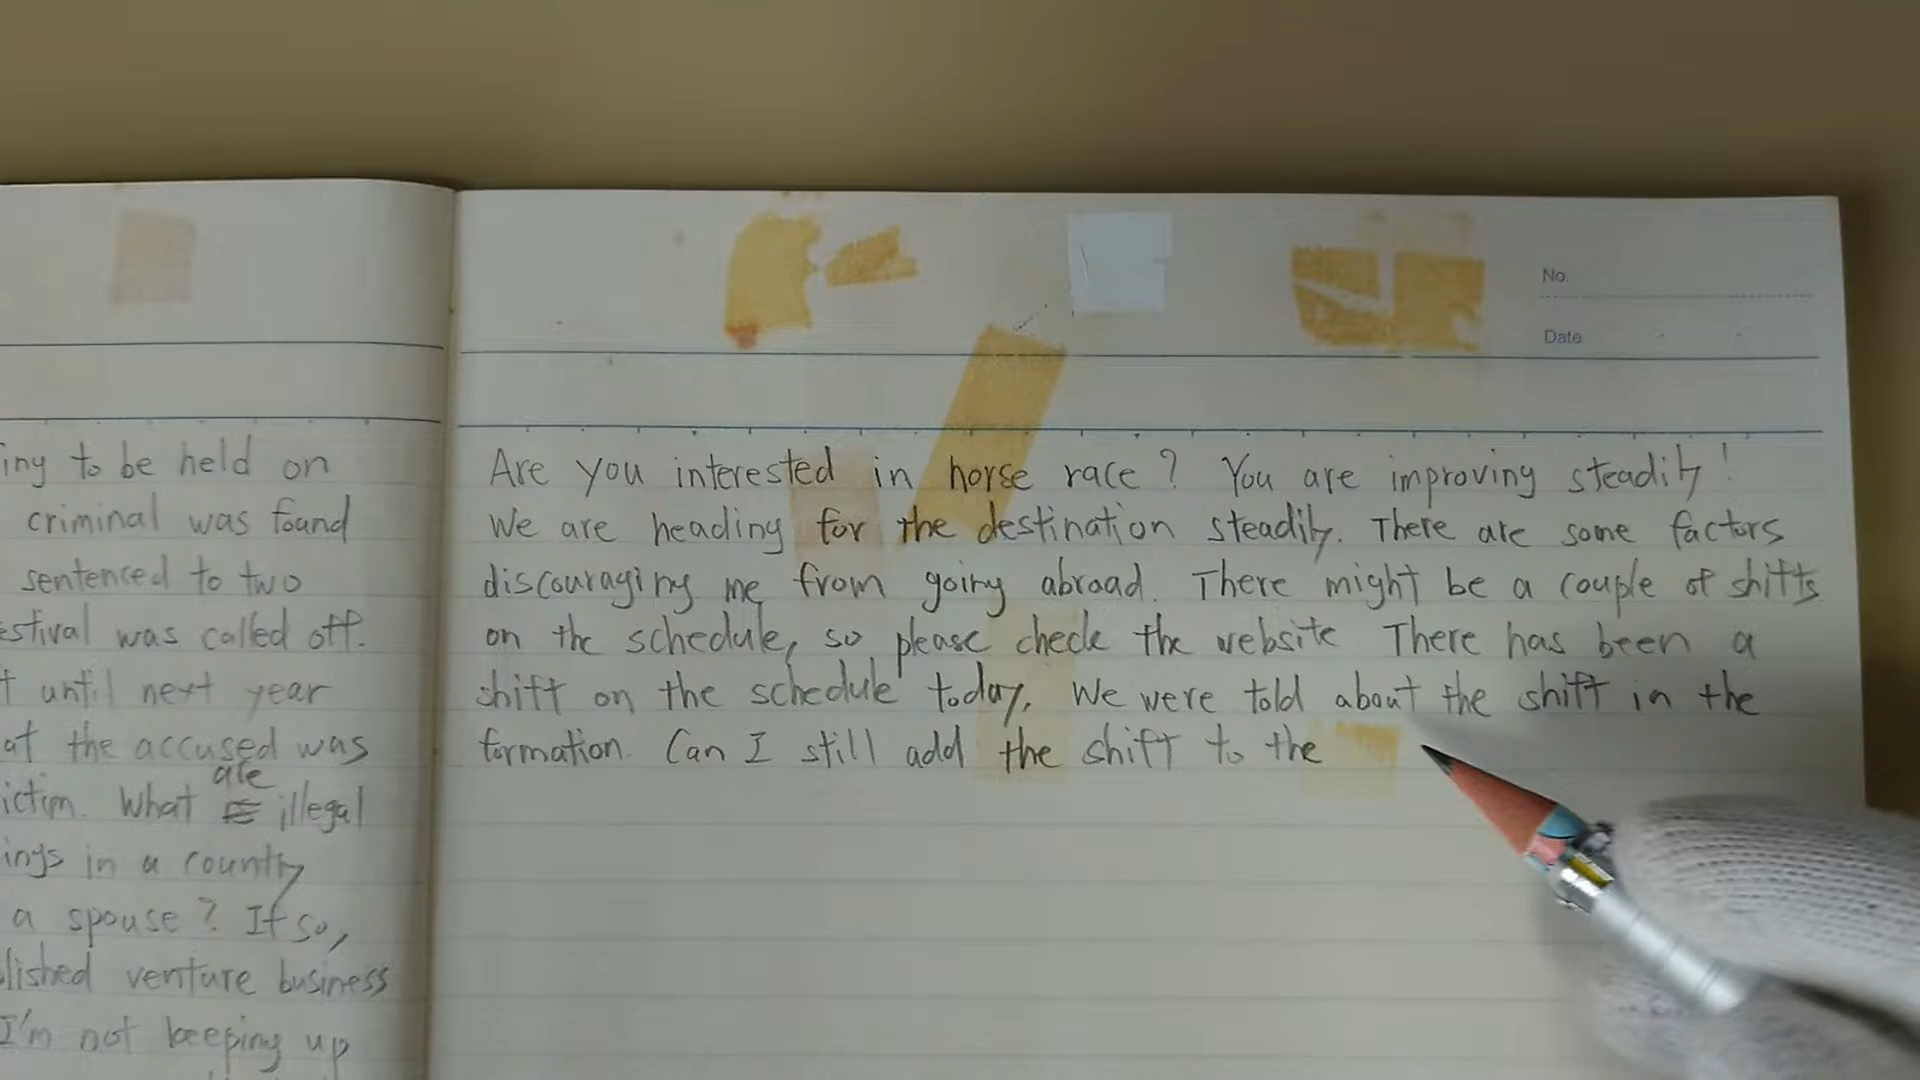 No.
Date
iny to be held on
criminal was found
sentenced to two
estival was called off.
t until next year
at the accused was
are
ictim. What illegal
ings in a country
a spouse? If so,
lished venture business
I'm not keeping up
Are you interested in horse race? You are improving steadily!
We are heading for the destination steadily. There are some factors
discouraging me from going abroad. There might be a couple of shifts
on the schedule, so please check the website There has been a
shift on the schedule today. We were told about the shift in the
formation. Can I still add the shift to the